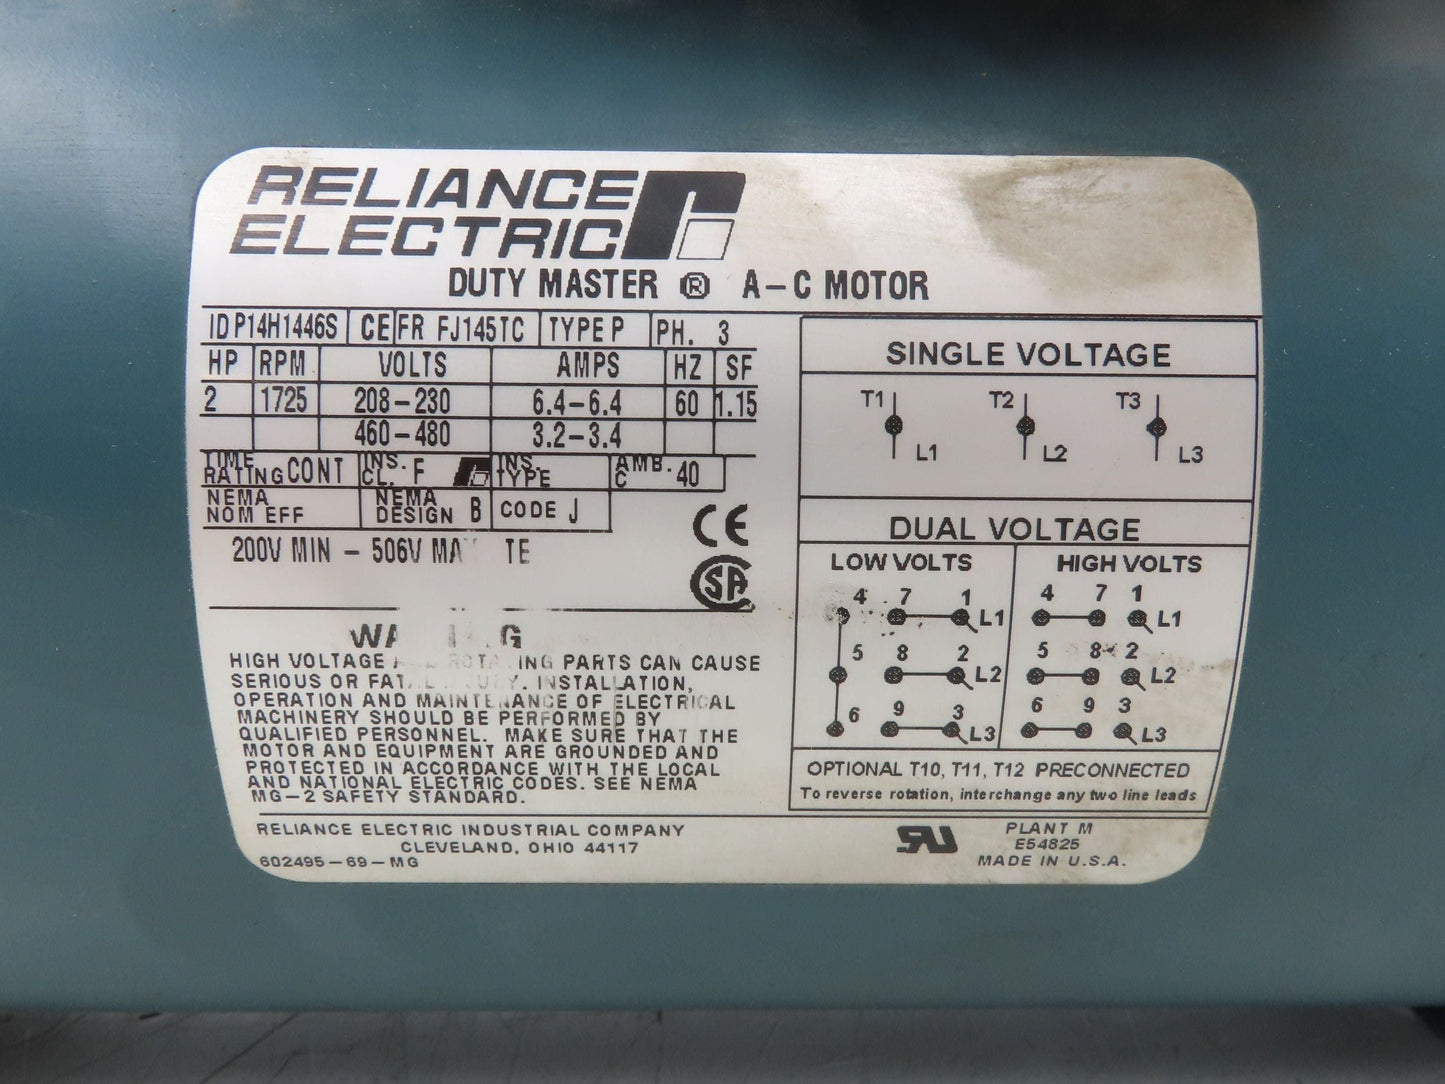 RELIANCE
ELECTRIC
DUTY MASTER ® A-C MOTOR
ID P14H1446S CE FR FJ145TC TYPE P PH. 3
HP RPM VOLTS AMPS HZ SF
2 1725 208-230 6.4-6.4 60 1.15
460-480 3.2-3.4
TIME RATING CONT INS. CL. F INS. TYPE AMB. C 40
NEMA NOM EFF NEMA DESIGN B CODE J
200V MIN - 506V TE
CE
SA
HIGH VOLTAGE PARTS CAN CAUSE
SERIOUS OR INSTALLATION,
OPERATION AND MAINTENANCE OF ELECTRICAL
MACHINERY SHOULD BE PERFORMED BY
QUALIFIED PERSONNEL. MAKE SURE THAT THE
MOTOR AND EQUIPMENT ARE GROUNDED AND
PROTECTED IN ACCORDANCE WITH THE LOCAL
AND NATIONAL ELECTRIC CODES. SEE NEMA
MG-2 SAFETY STANDARD.
SINGLE VOLTAGE
T1 T2 T3
L1 L2 L3
DUAL VOLTAGE
LOW VOLTS HIGH VOLTS
4 7 1 L1 4 7 1 L1
5 8 2 L2 5 8 2 L2
6 9 3 L3 6 9 3 L3
OPTIONAL T10, T11, T12 PRECONNECTED
To reverse rotation, interchange any two line leads
RELIANCE ELECTRIC INDUSTRIAL COMPANY
CLEVELAND, OHIO 44117
602495-69-MG
PLANT M
E54825
MADE IN U.S.A.